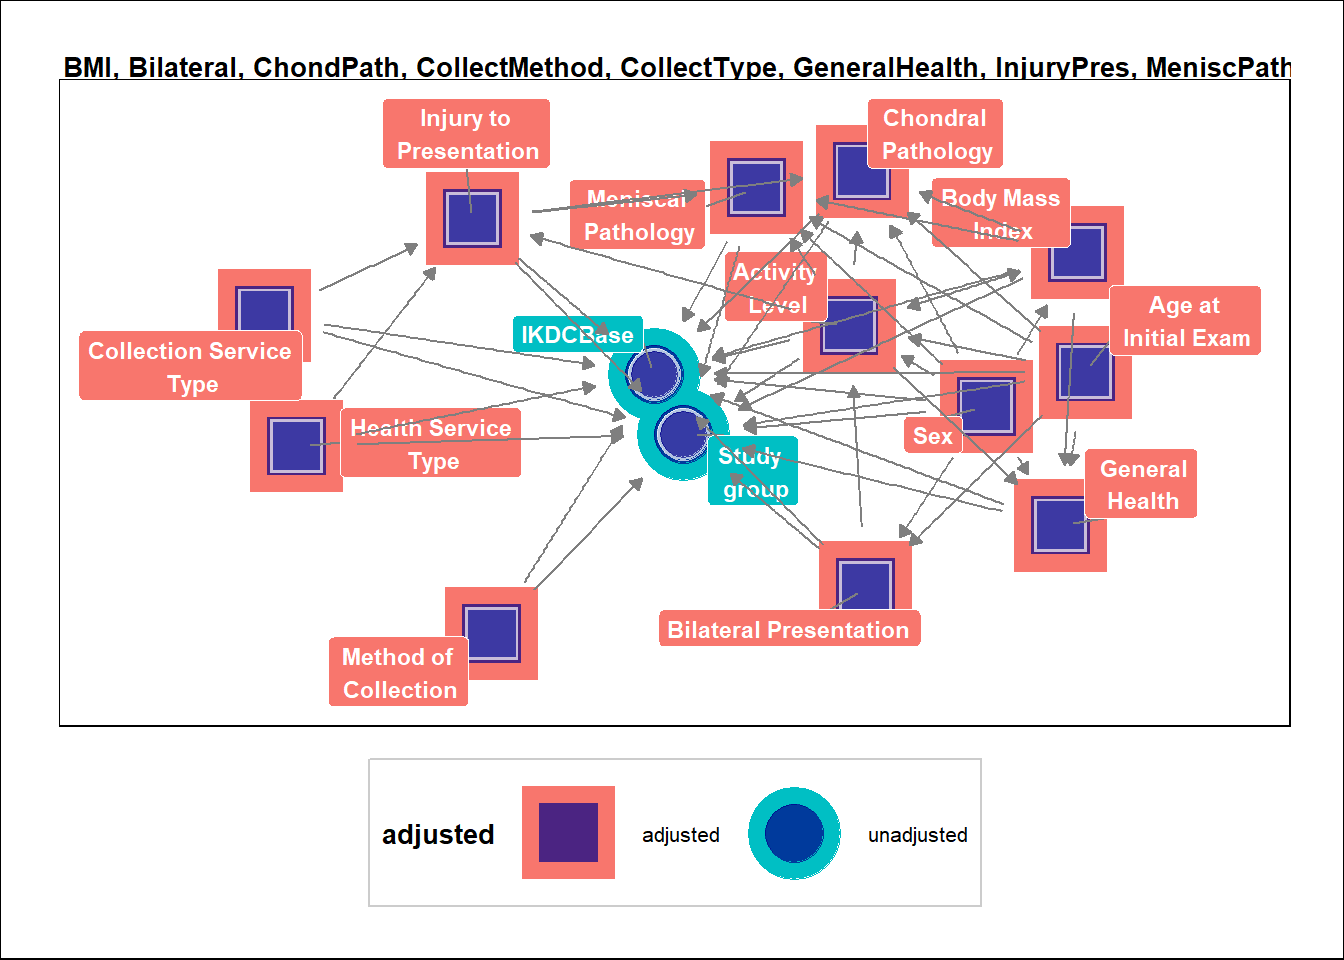 BMI, Bilateral, ChondPath, CollectMethod, CollectType, GeneralHealth, InjuryPres, MeniscPath
Injury to
Presentation
Chondral
Pathology
Meniscal
Pathology
Body Mass
Index
Activity
Level
Age at
Initial Exam
IKDCBase
Collection Service
Type
Health Service
Type
Sex
Study
group
General
Health
Bilateral Presentation
Method of
Collection
adjusted
adjusted
unadjusted